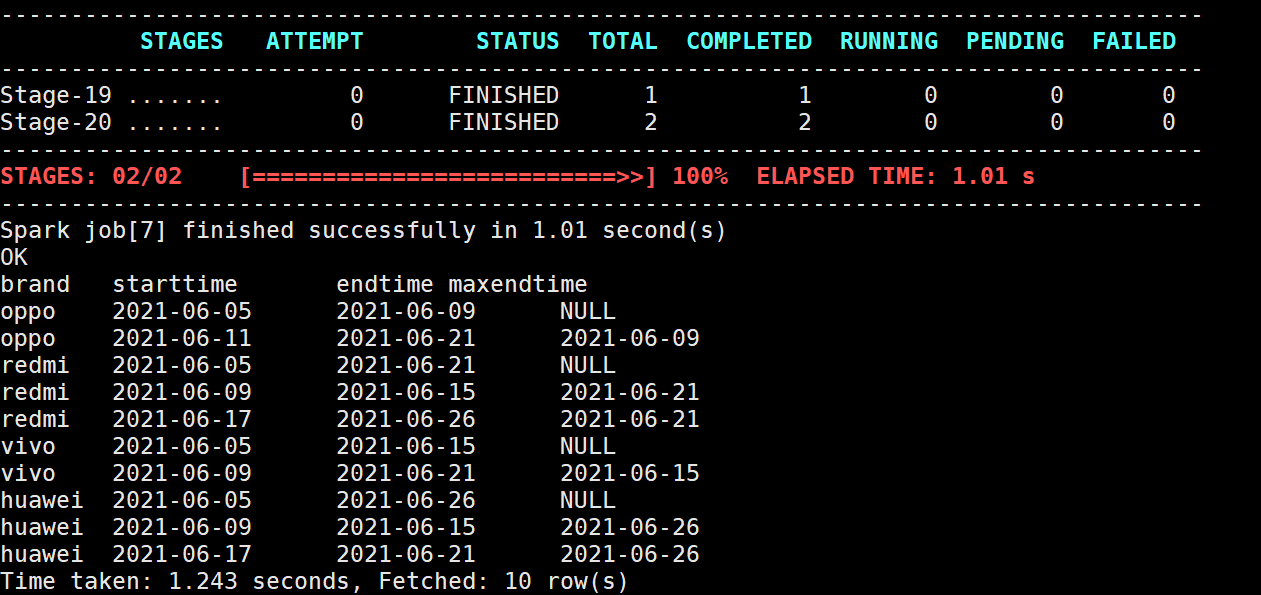 --------------------------------------------------------------------------------------
STAGES ATTEMPT STATUS TOTAL COMPLETED RUNNING PENDING FAILED
--------------------------------------------------------------------------------------
Stage-19 ....... 0 FINISHED 1 1 0 0 0
Stage-20 ....... 0 FINISHED 2 2 0 0 0
--------------------------------------------------------------------------------------
STAGES: 02/02 [==========================>>] 100% ELAPSED TIME: 1.01 s
--------------------------------------------------------------------------------------
Spark job[7] finished successfully in 1.01 second(s)
OK
brand starttime endtime maxendtime
oppo 2021-06-05 2021-06-09 NULL
oppo 2021-06-11 2021-06-21 2021-06-09
redmi 2021-06-05 2021-06-21 NULL
redmi 2021-06-09 2021-06-15 2021-06-21
redmi 2021-06-17 2021-06-26 2021-06-21
vivo 2021-06-05 2021-06-15 NULL
vivo 2021-06-09 2021-06-21 2021-06-15
huawei 2021-06-05 2021-06-26 NULL
huawei 2021-06-09 2021-06-15 2021-06-26
huawei 2021-06-17 2021-06-21 2021-06-26
Time taken: 1.243 seconds, Fetched: 10 row(s)